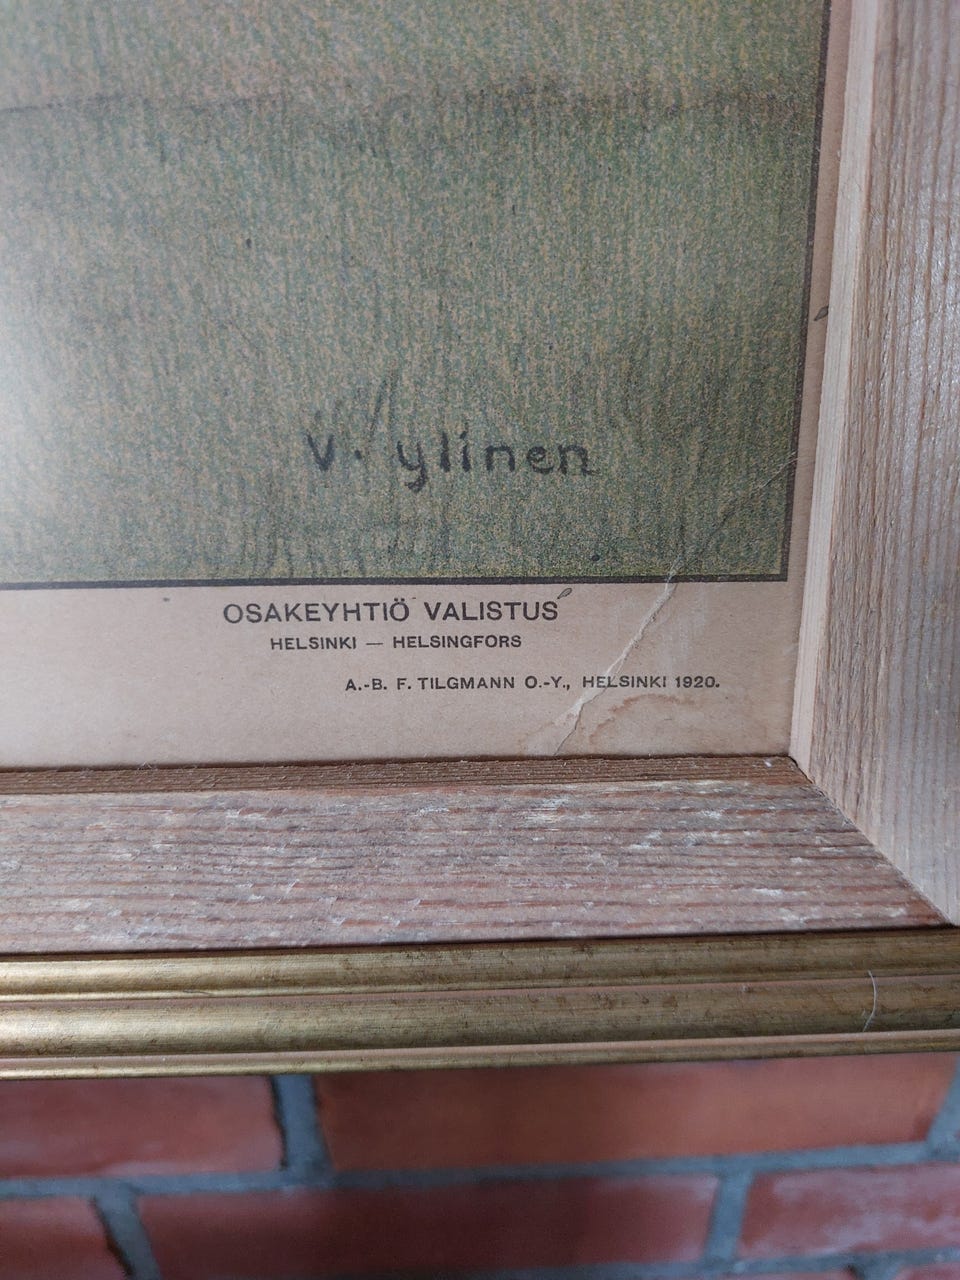 V. ylinen
OSAKEYHTIÖ VALISTUS
HELSINKI — HELSINGFORS
A.-B. F. TILGMANN O.-Y., HELSINKI 1920.